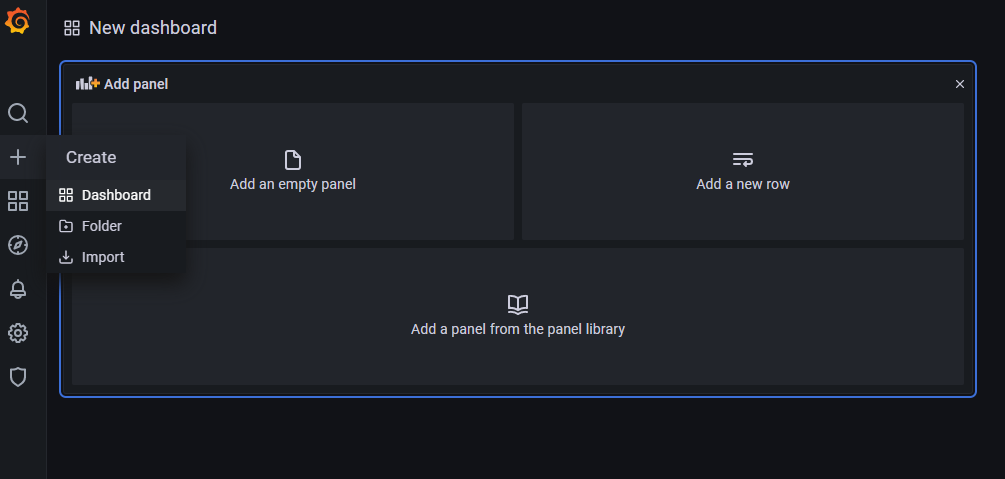 New dashboard
Add panel
Create
Dashboard
Folder
Import
Add an empty panel
Add a new row
Add a panel from the panel library